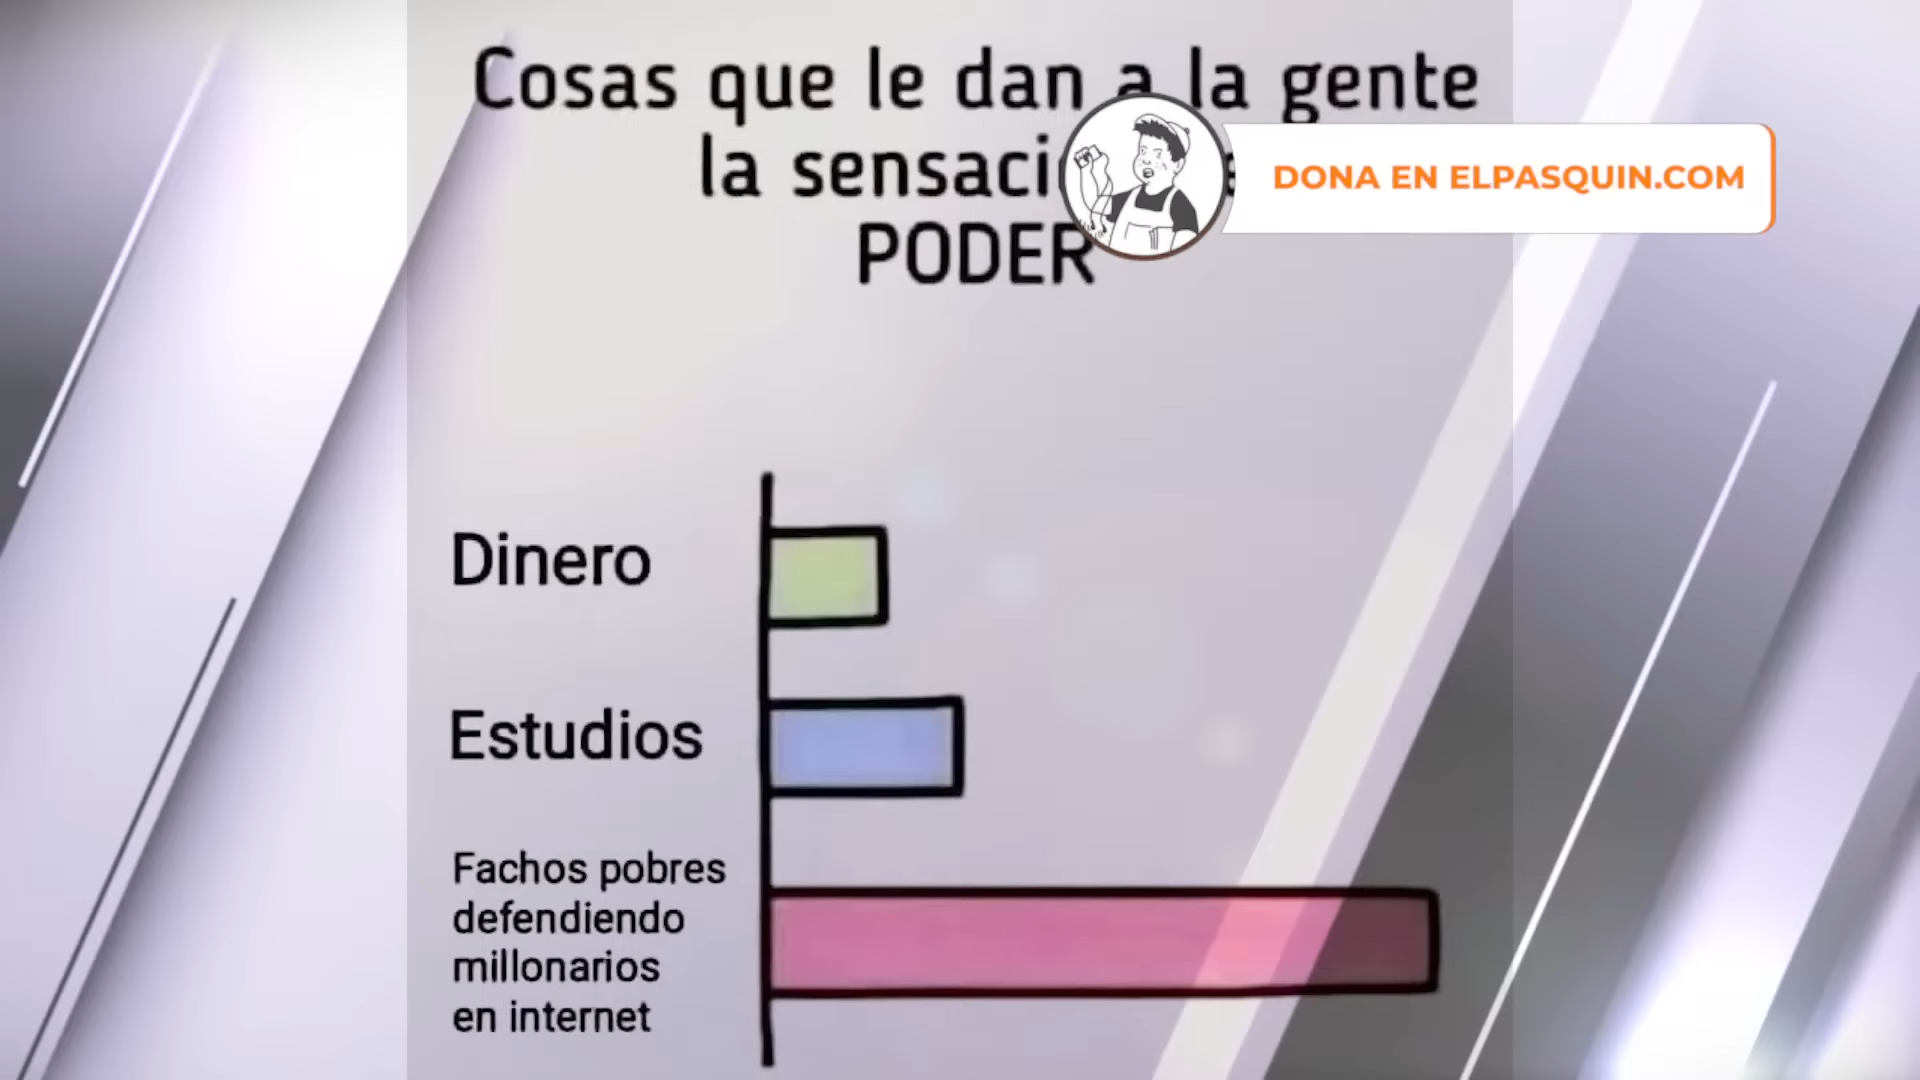 Cosas que le dan a la gente
la
PODER
DONA EN ELPASQUIN.COM
Dinero
Estudios
Fachos pobres
defendiendo
millonarios
en internet